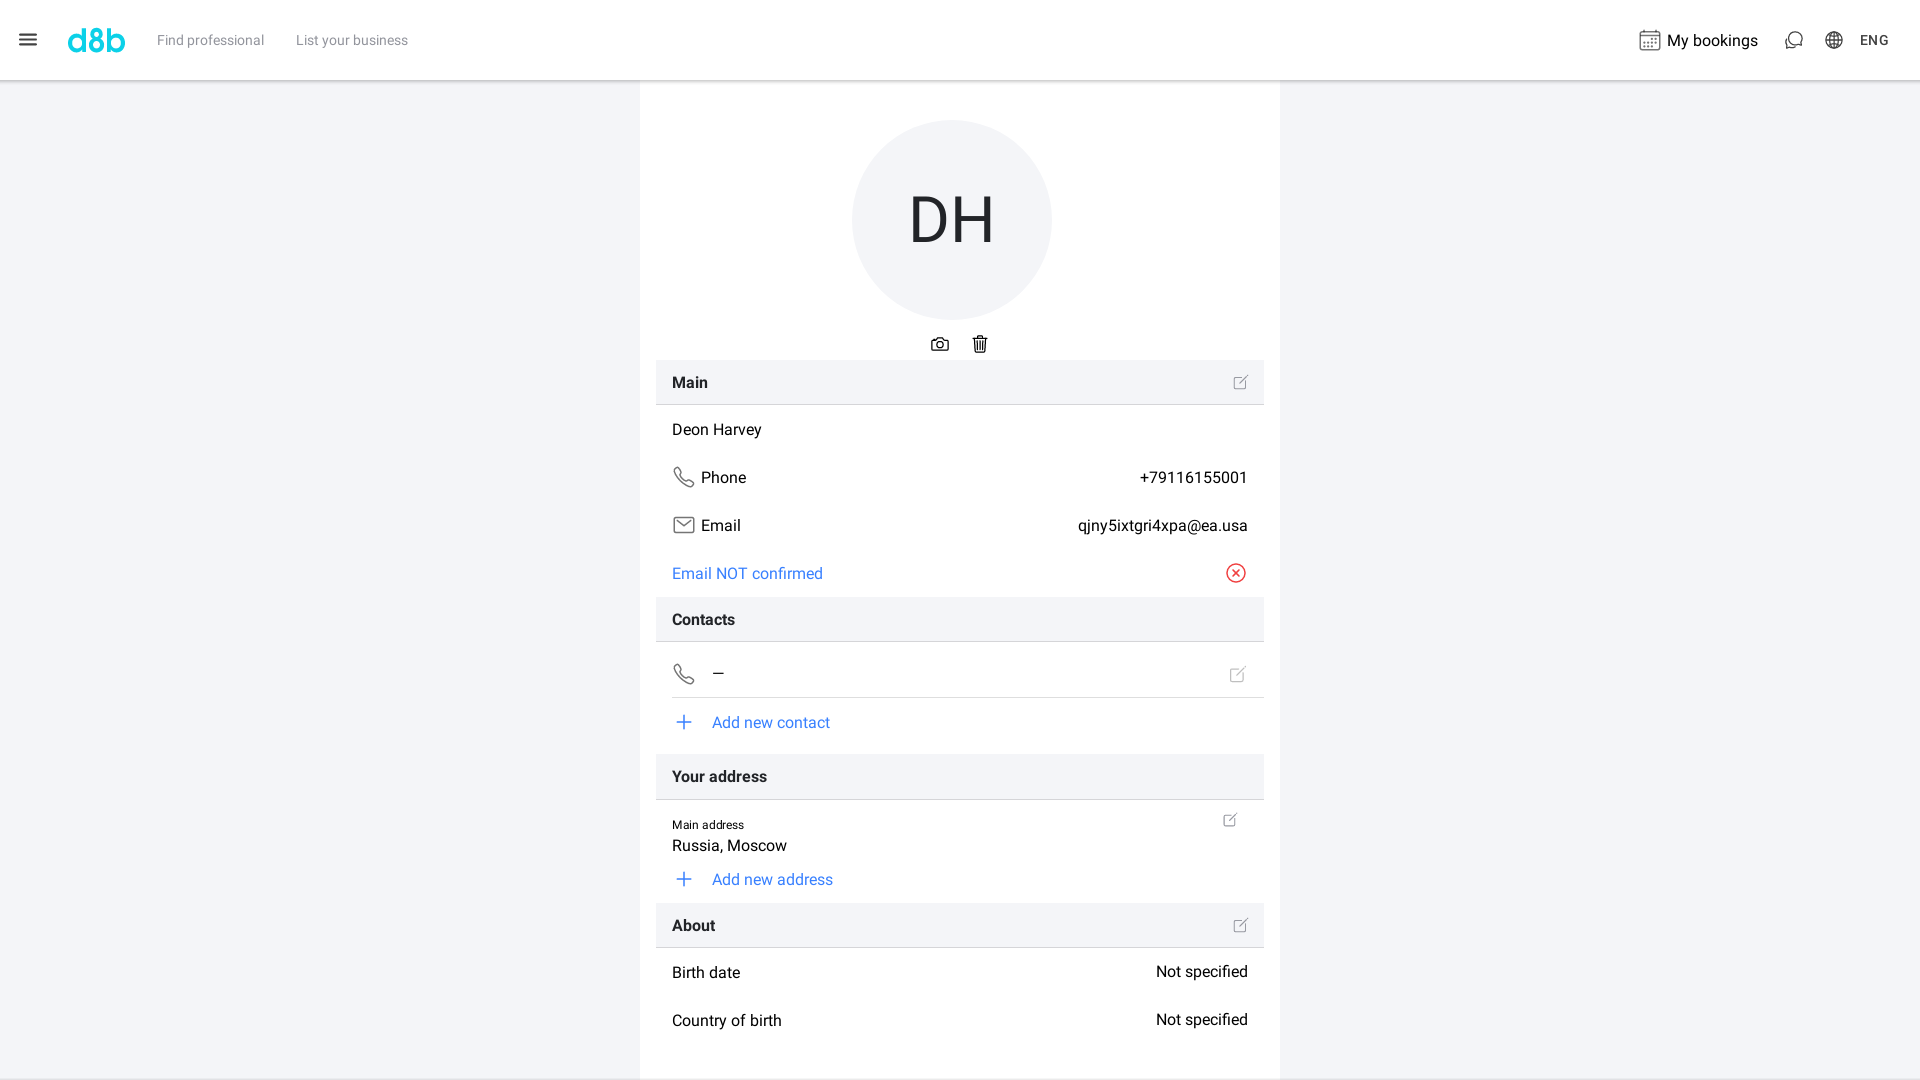 d8b
Find professional
List your business
My bookings
ENG
DH
Main
Deon Harvey
Phone
+79116155001
Email
qjny5ixtgri4xpa@ea.usa
Email NOT confirmed
Contacts
—
Add new contact
Your address
Main address
Russia, Moscow
Add new address
About
Birth date
Not specified
Country of birth
Not specified